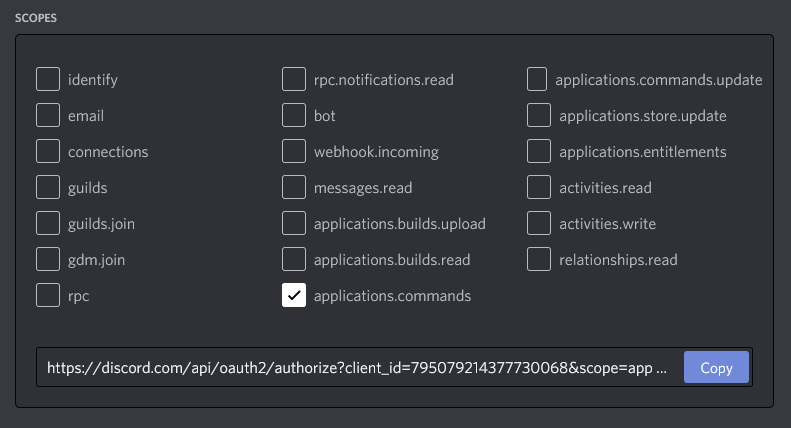 SCOPES
identify
email
connections
guilds
guilds.join
gdm.join
rpc
rpc.notifications.read
bot
webhook.incoming
messages.read
applications.builds.upload
applications.builds.read
applications.commands
applications.commands.update
applications.store.update
applications.entitlements
activities.read
activities.write
relationships.read
https://discord.com/api/oauth2/authorize?client_id=795079214377730068&scope=app ...
Copy